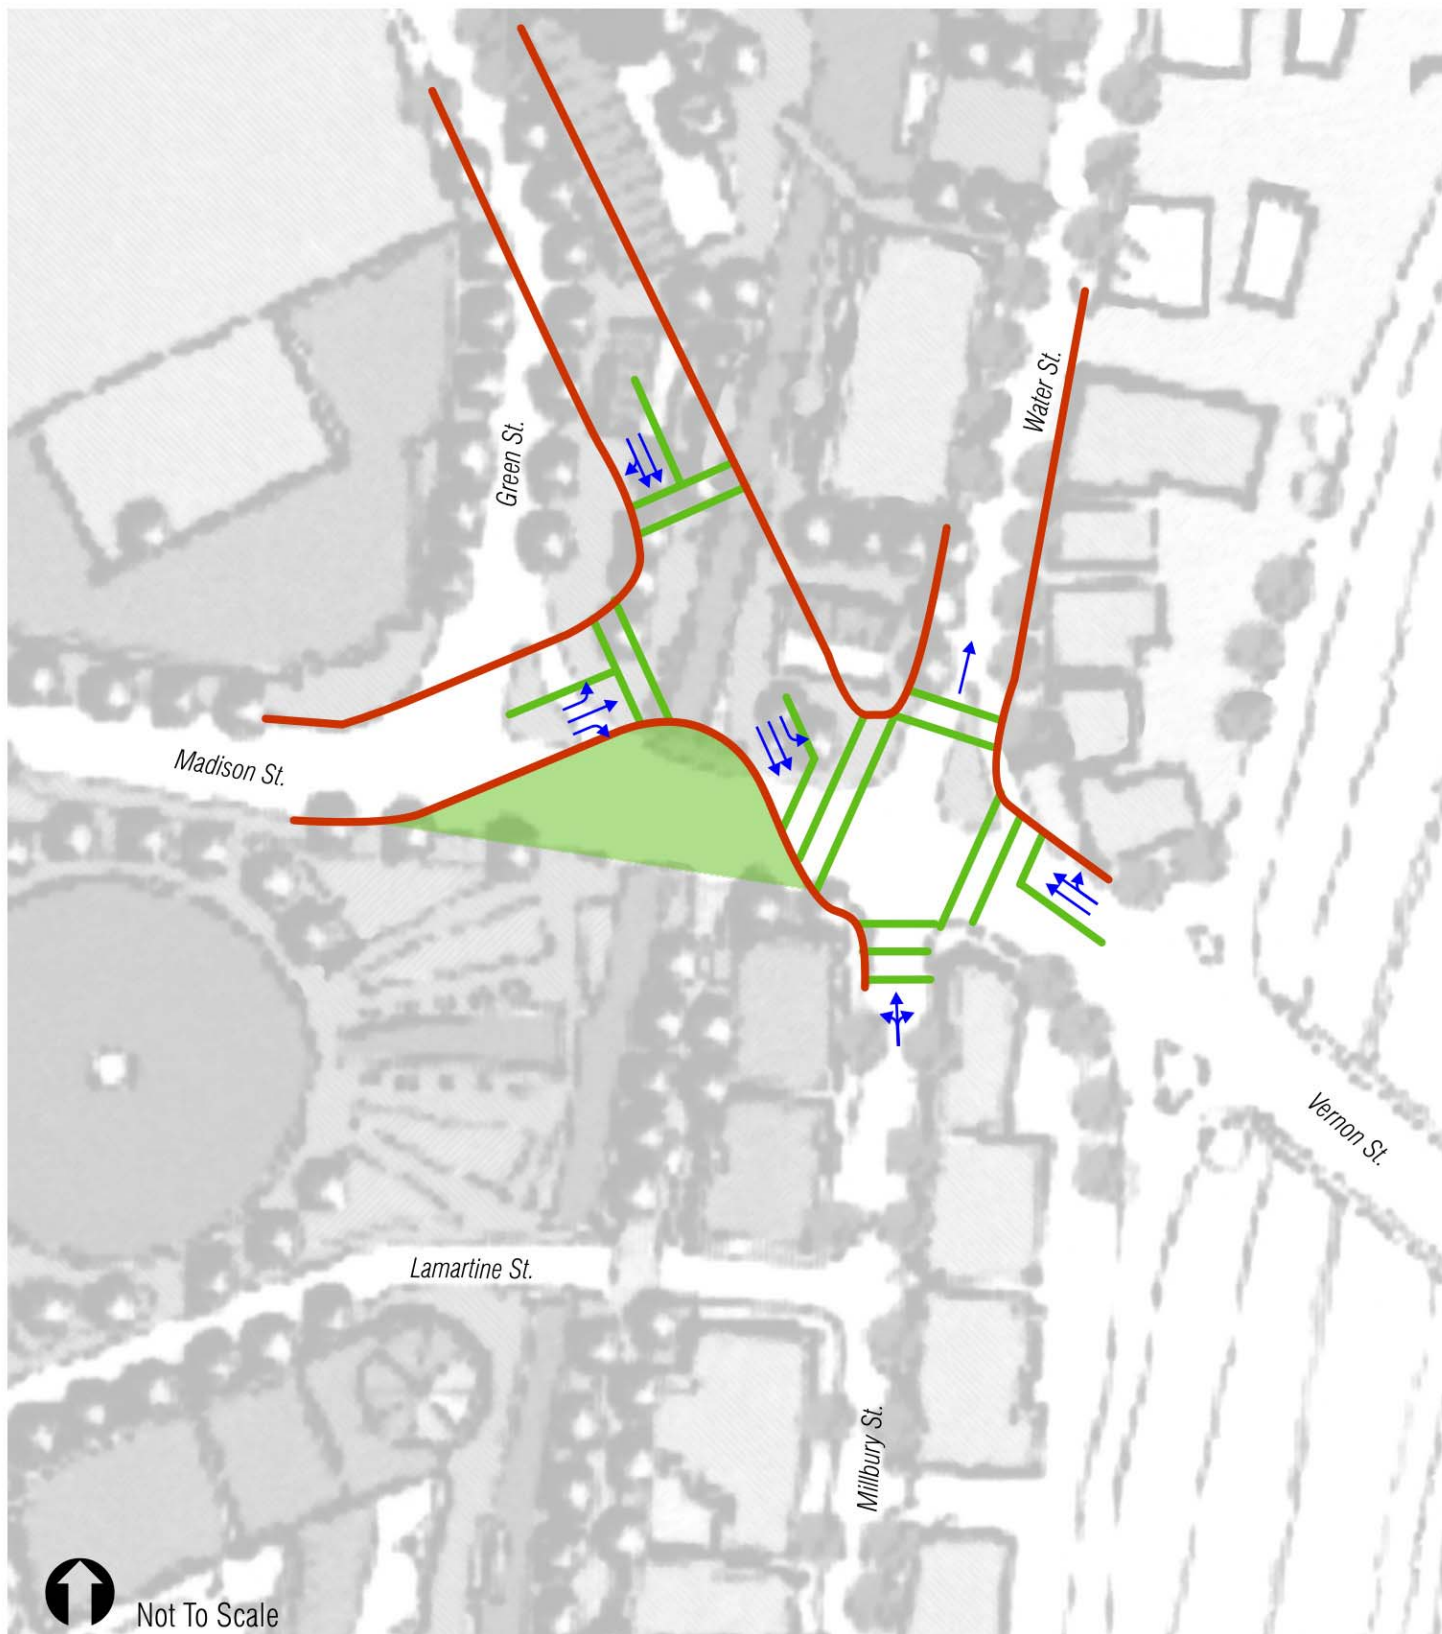 Water St.
Green St.
Madison St.
Vernon St.
Lamartine St.
Millbury St.
Not To Scale